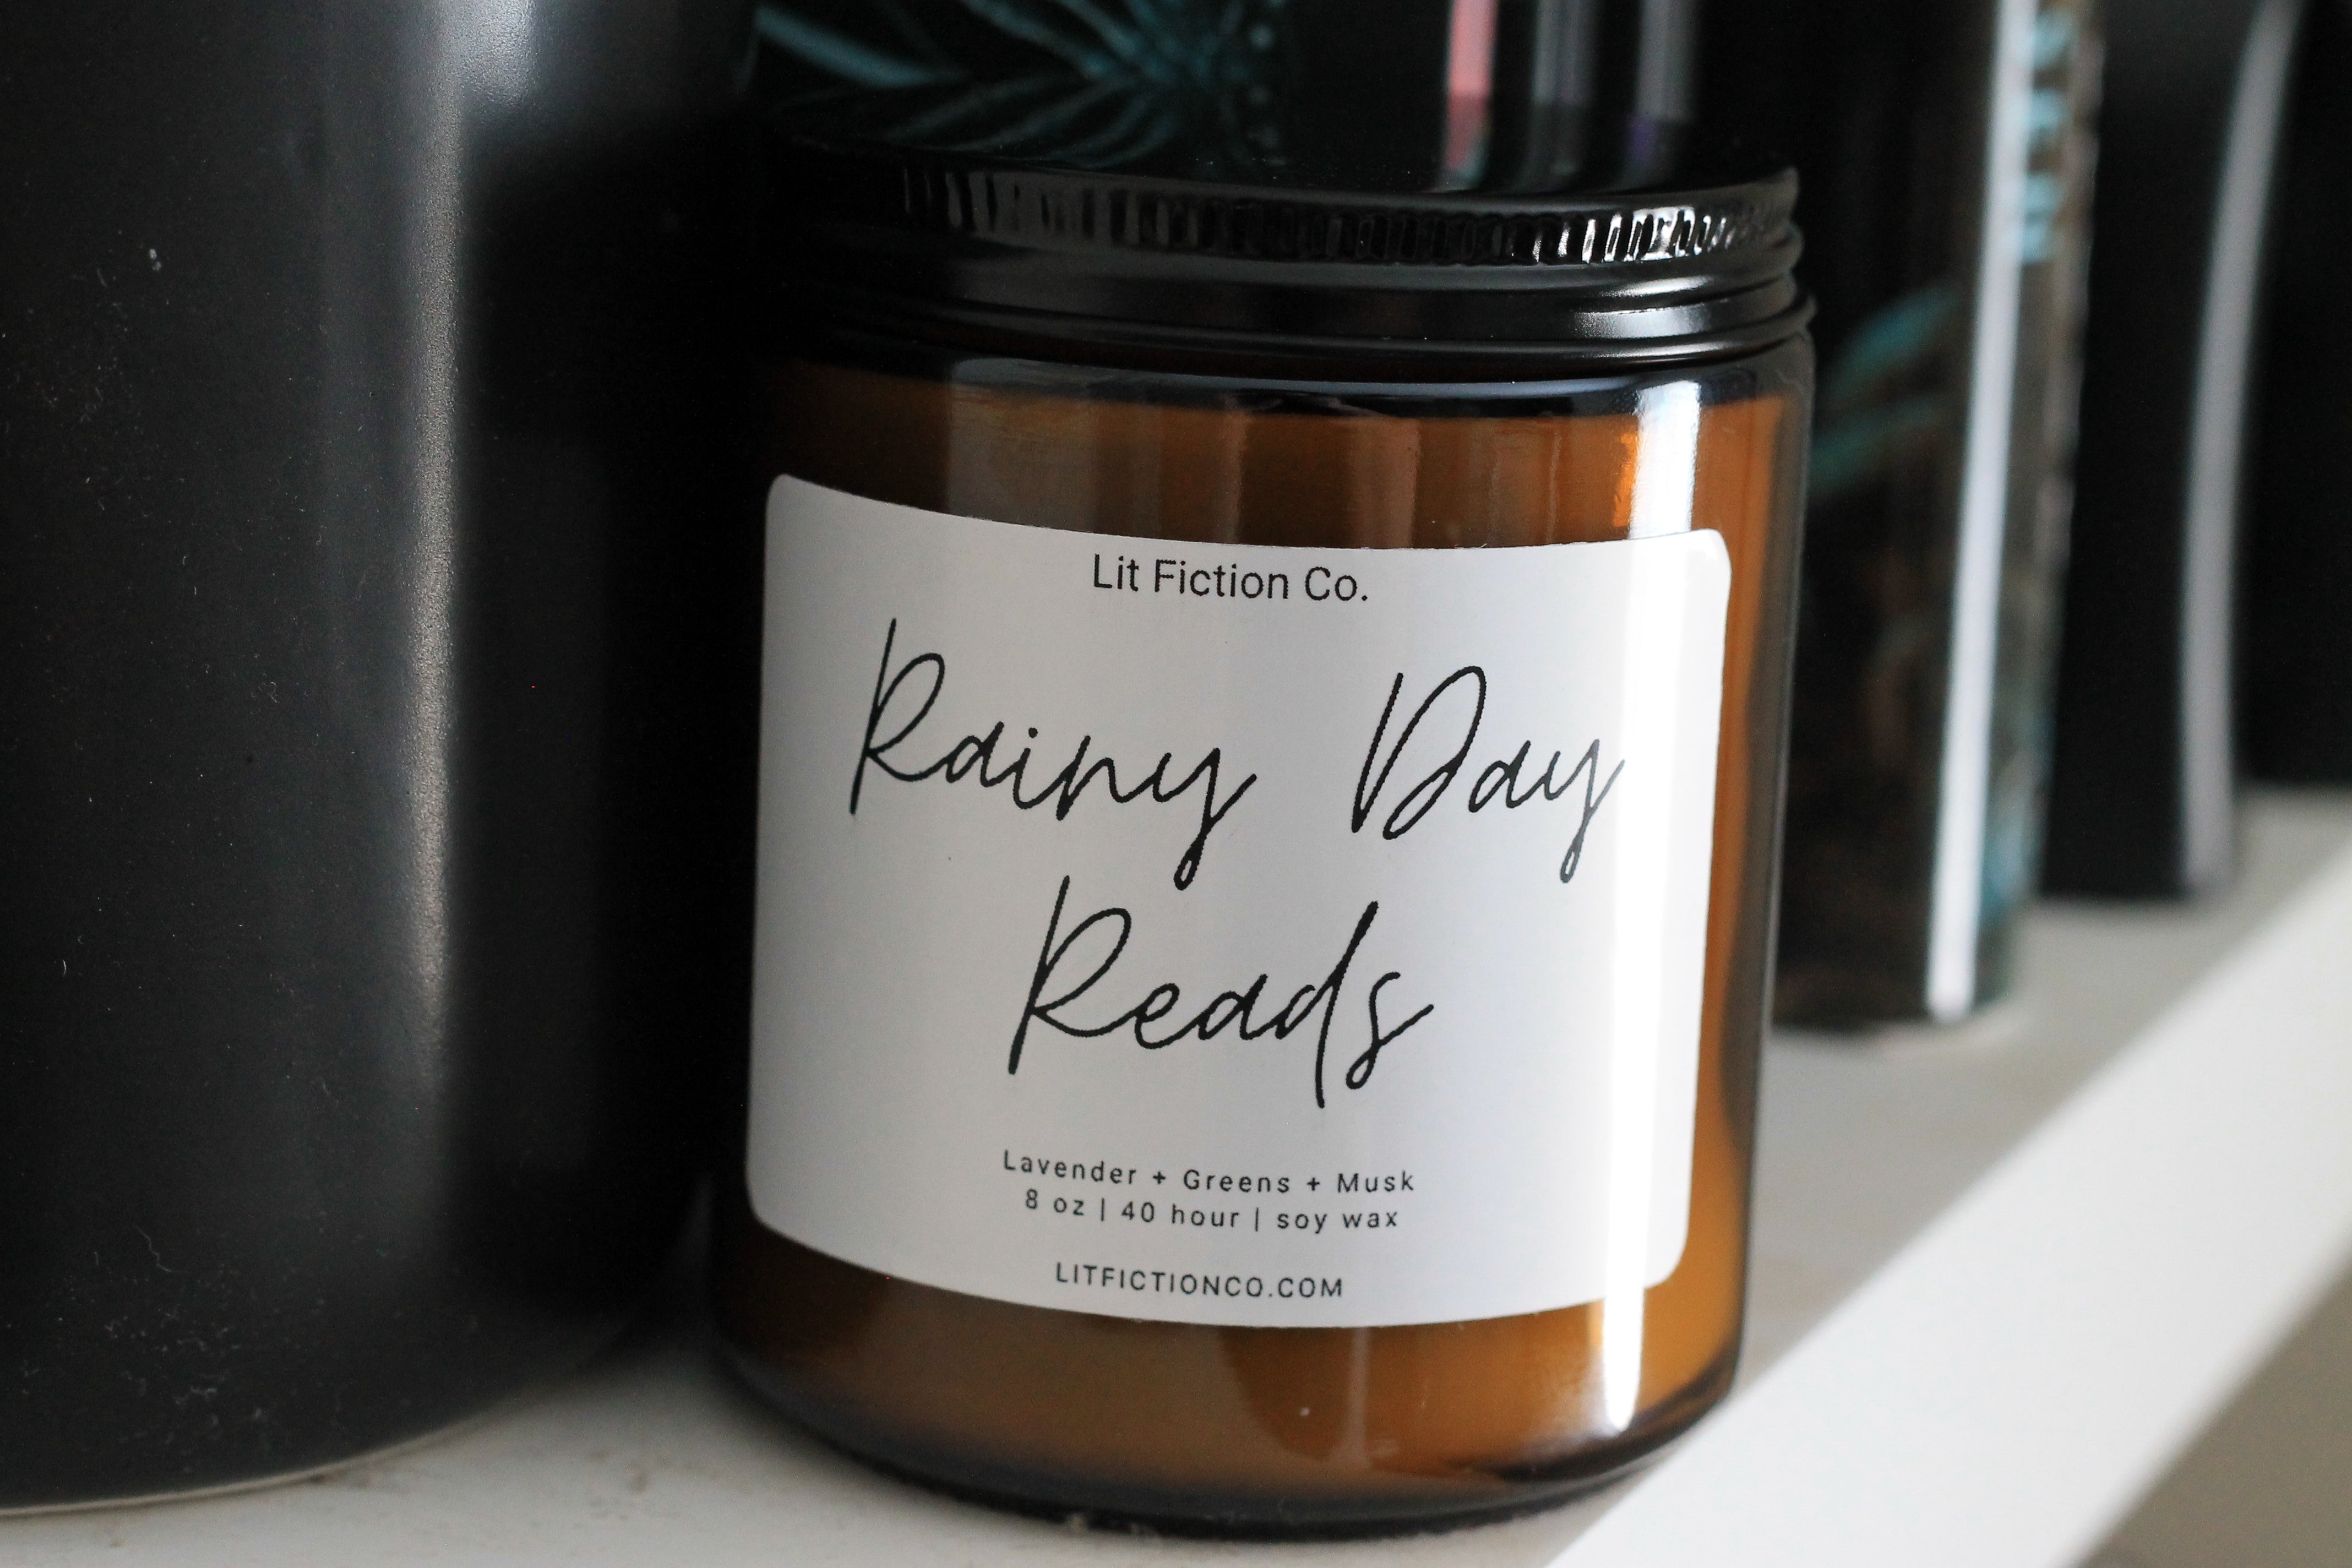 Lit Fiction Co.
Rainy Day
Reads
Lavender + Greens + Musk
8 oz | 40 hour | soy wax
LITFICTIONCO.COM